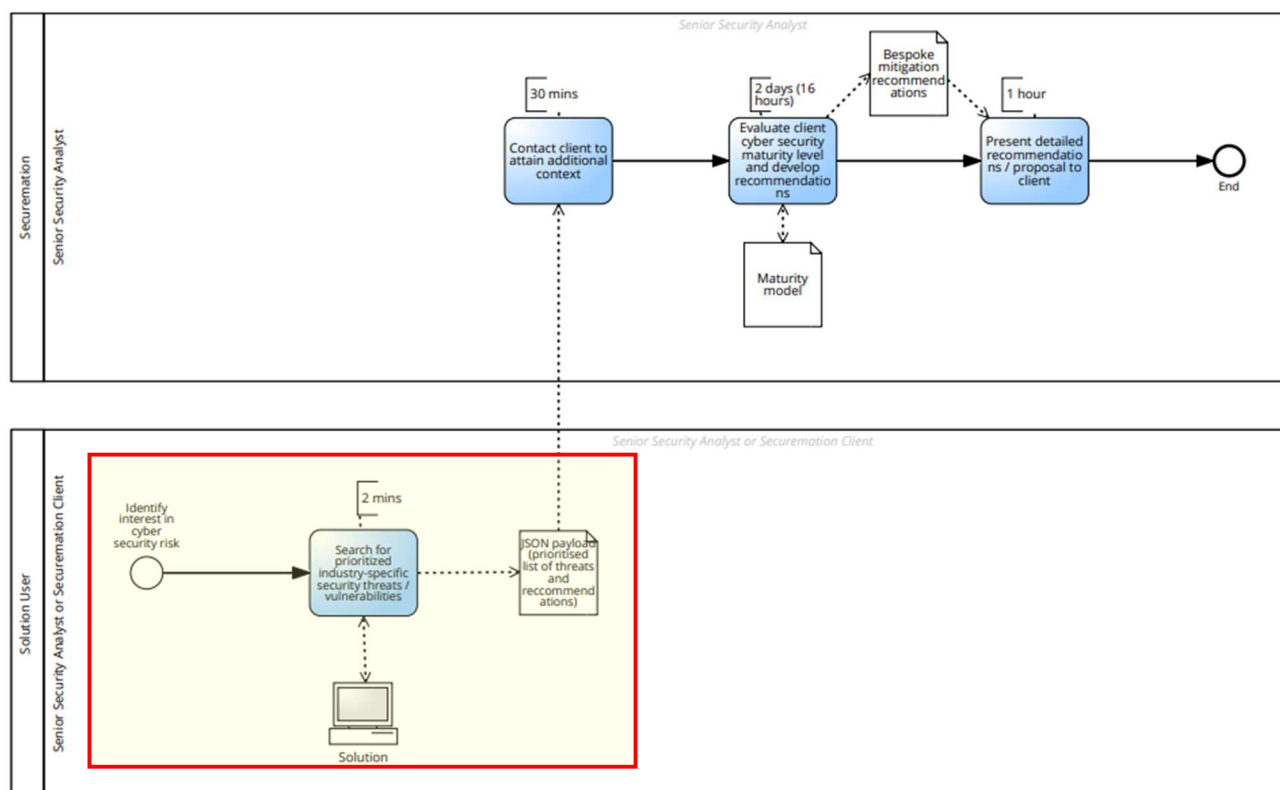 Senior Security Analyst
Securemation
Senior Security Analyst
30 mins
Contact client to
attain additional
context
2 days (16
hours)
Evaluate client
cyber security
maturity level
and develop
recommendatio
ns
Maturity
model
Bespoke
mitigation
recommend
ations
1 hour
Present detailed
recommendatio
ns / proposal to
client
End
Senior Security Analyst or Securemation Client
Solution User
Senior Security Analyst or Securemation Client
Identify
interest in
cyber
security risk
2 mins
Search for
prioritized
industry-specific
security threats /
vulnerabilities
JSON payload
(prioritised
list of threats
and
reccommend
ations)
Solution